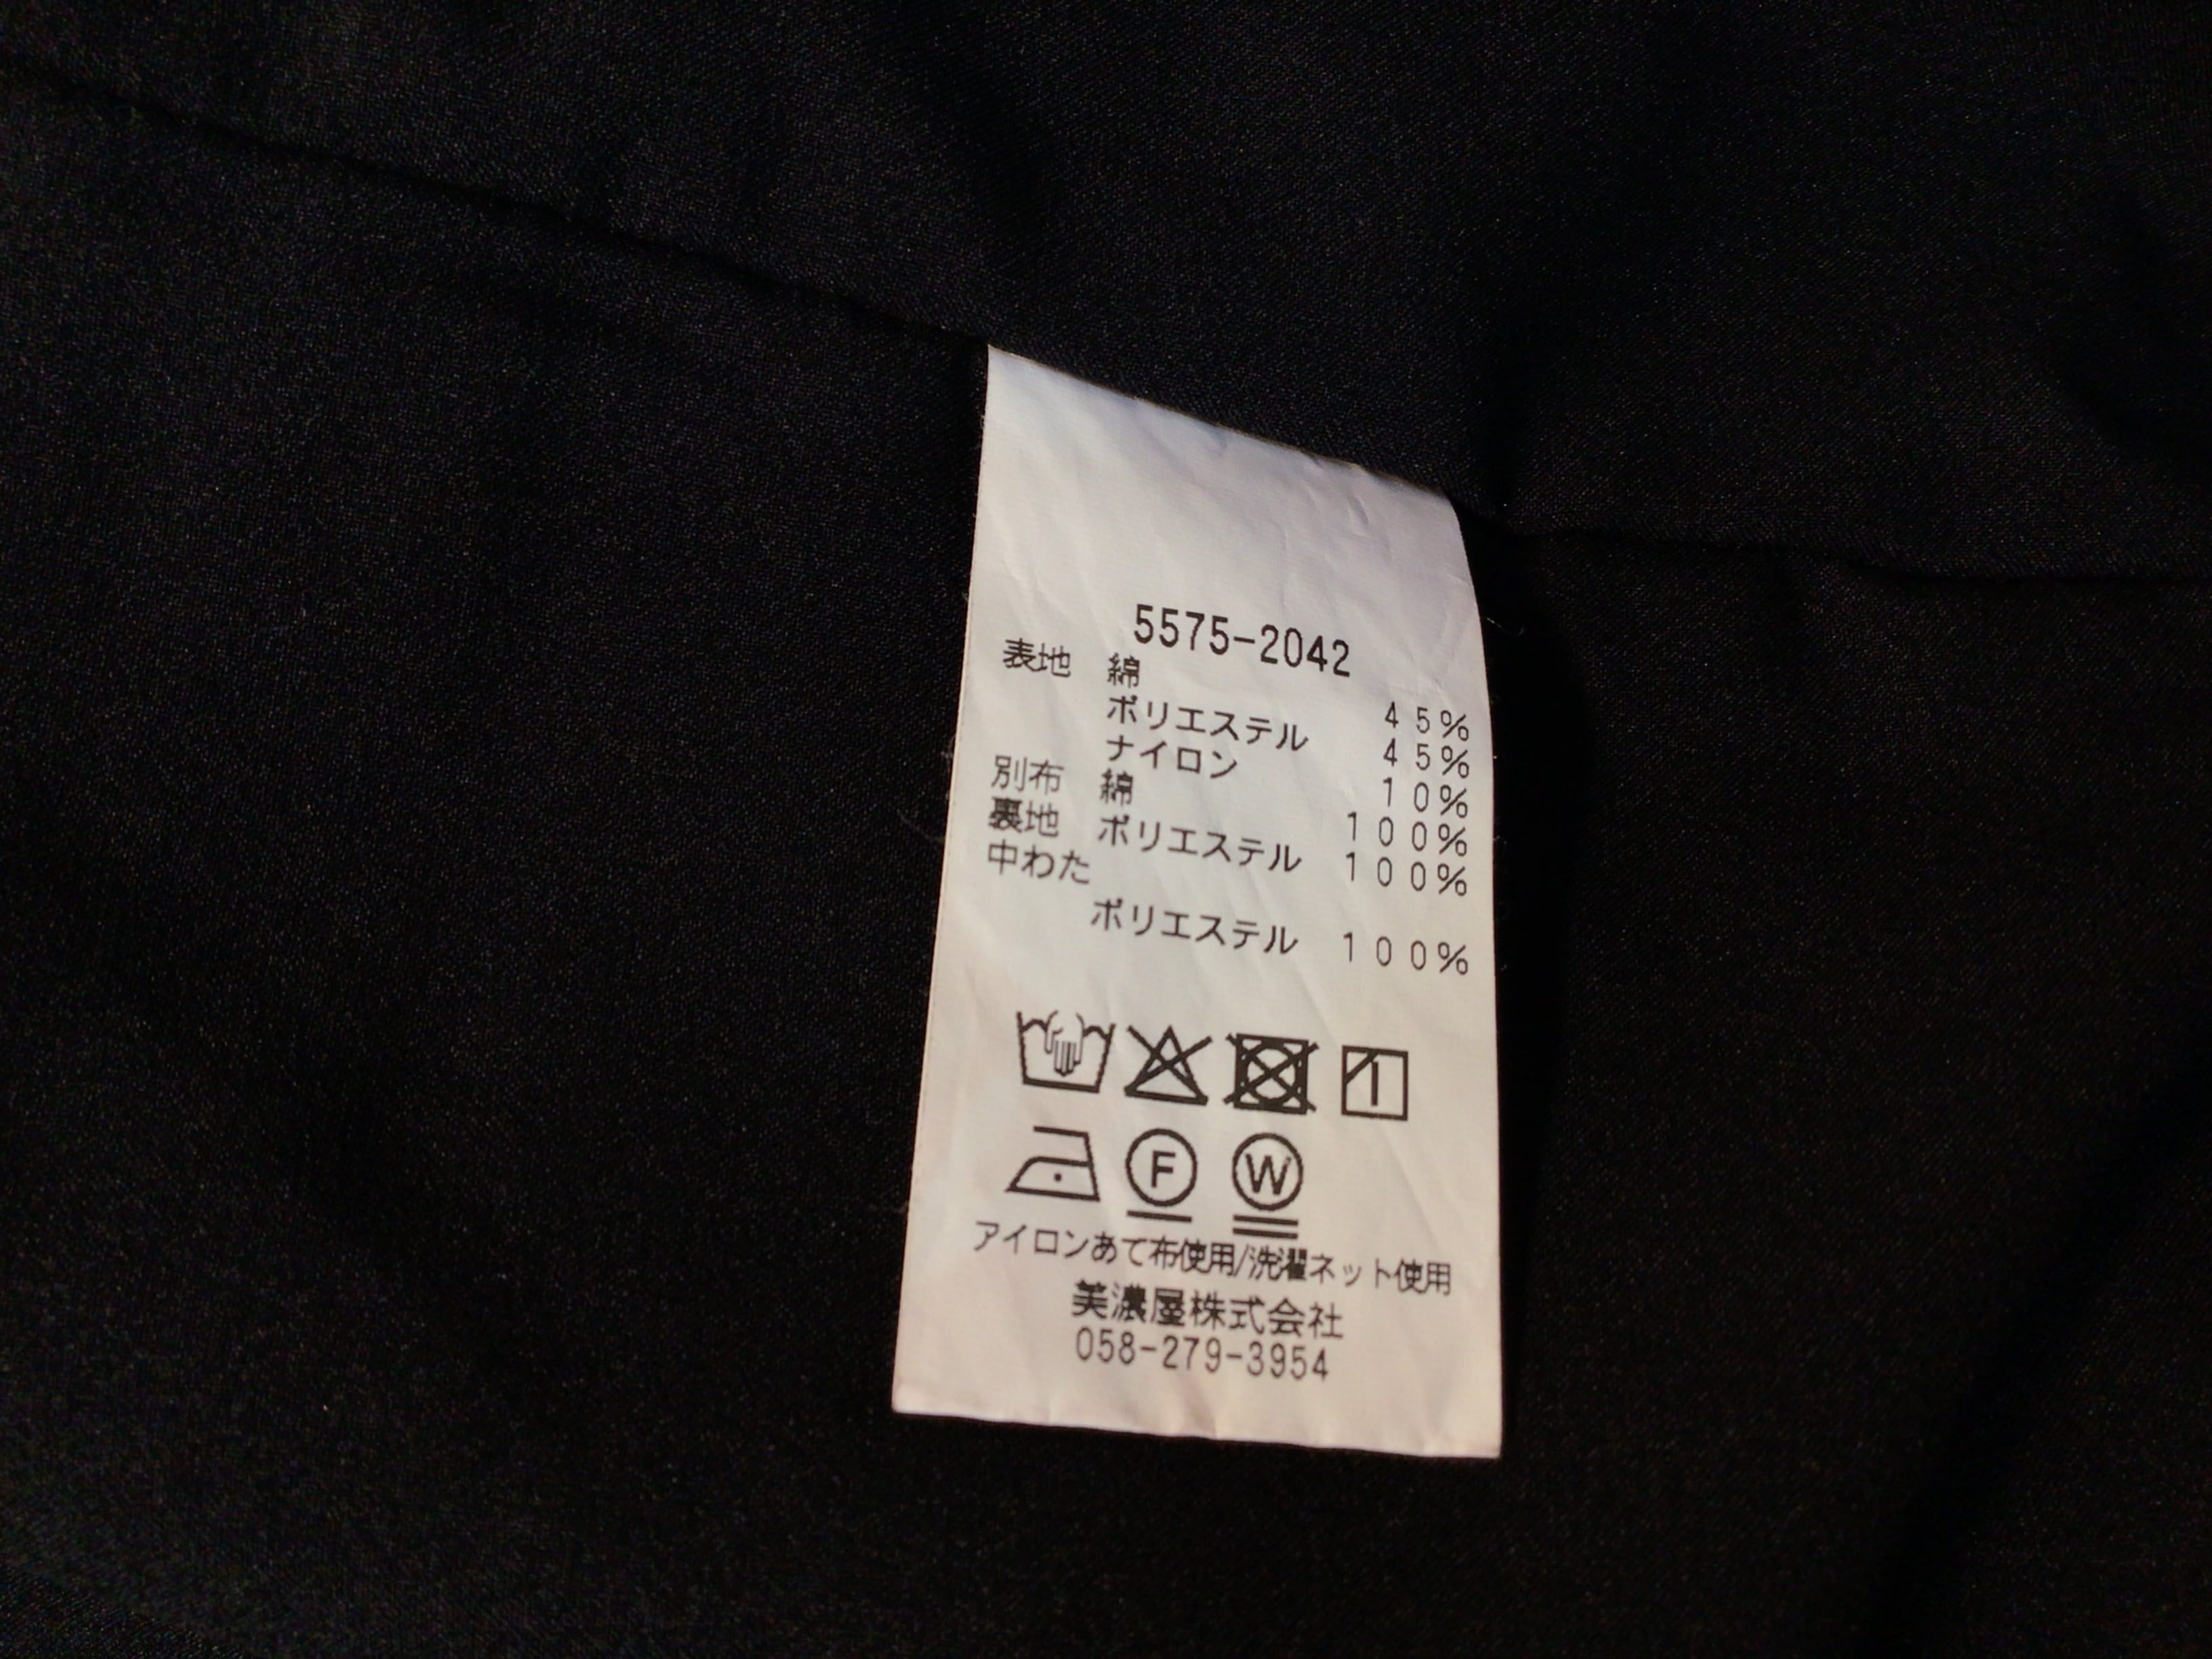 5575-2042
表地 綿 45%
ポリエステル 45%
ナイロン 10%
別布 綿 100%
裏地 ポリエステル 100%
中わた
ポリエステル 100%
F W
アイロンあて布使用/洗濯ネット使用
美濃屋株式会社
058-279-3954